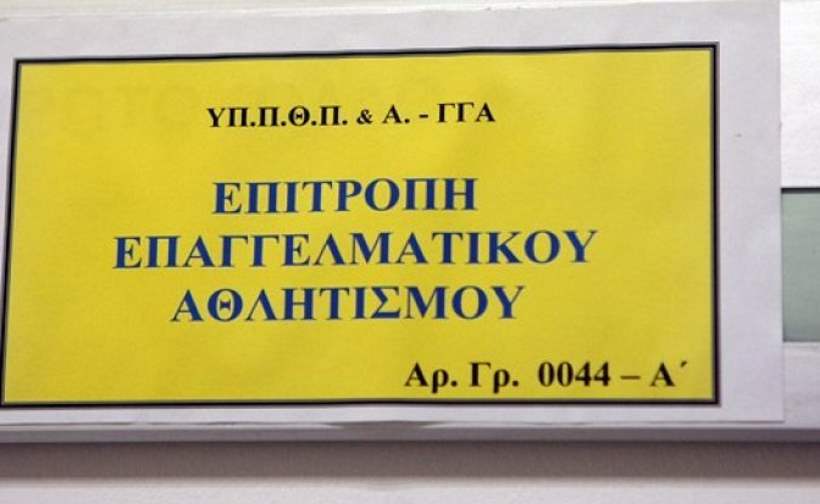 ΥΠ.Π.Θ.Π. & Α. - ΓΓΑ
ΕΠΙΤΡΟΠΗ
ΕΠΑΓΓΕΛΜΑΤΙΚΟΥ
ΑΘΛΗΤΙΣΜΟΥ
Αρ. Γρ. 0044 – Α΄